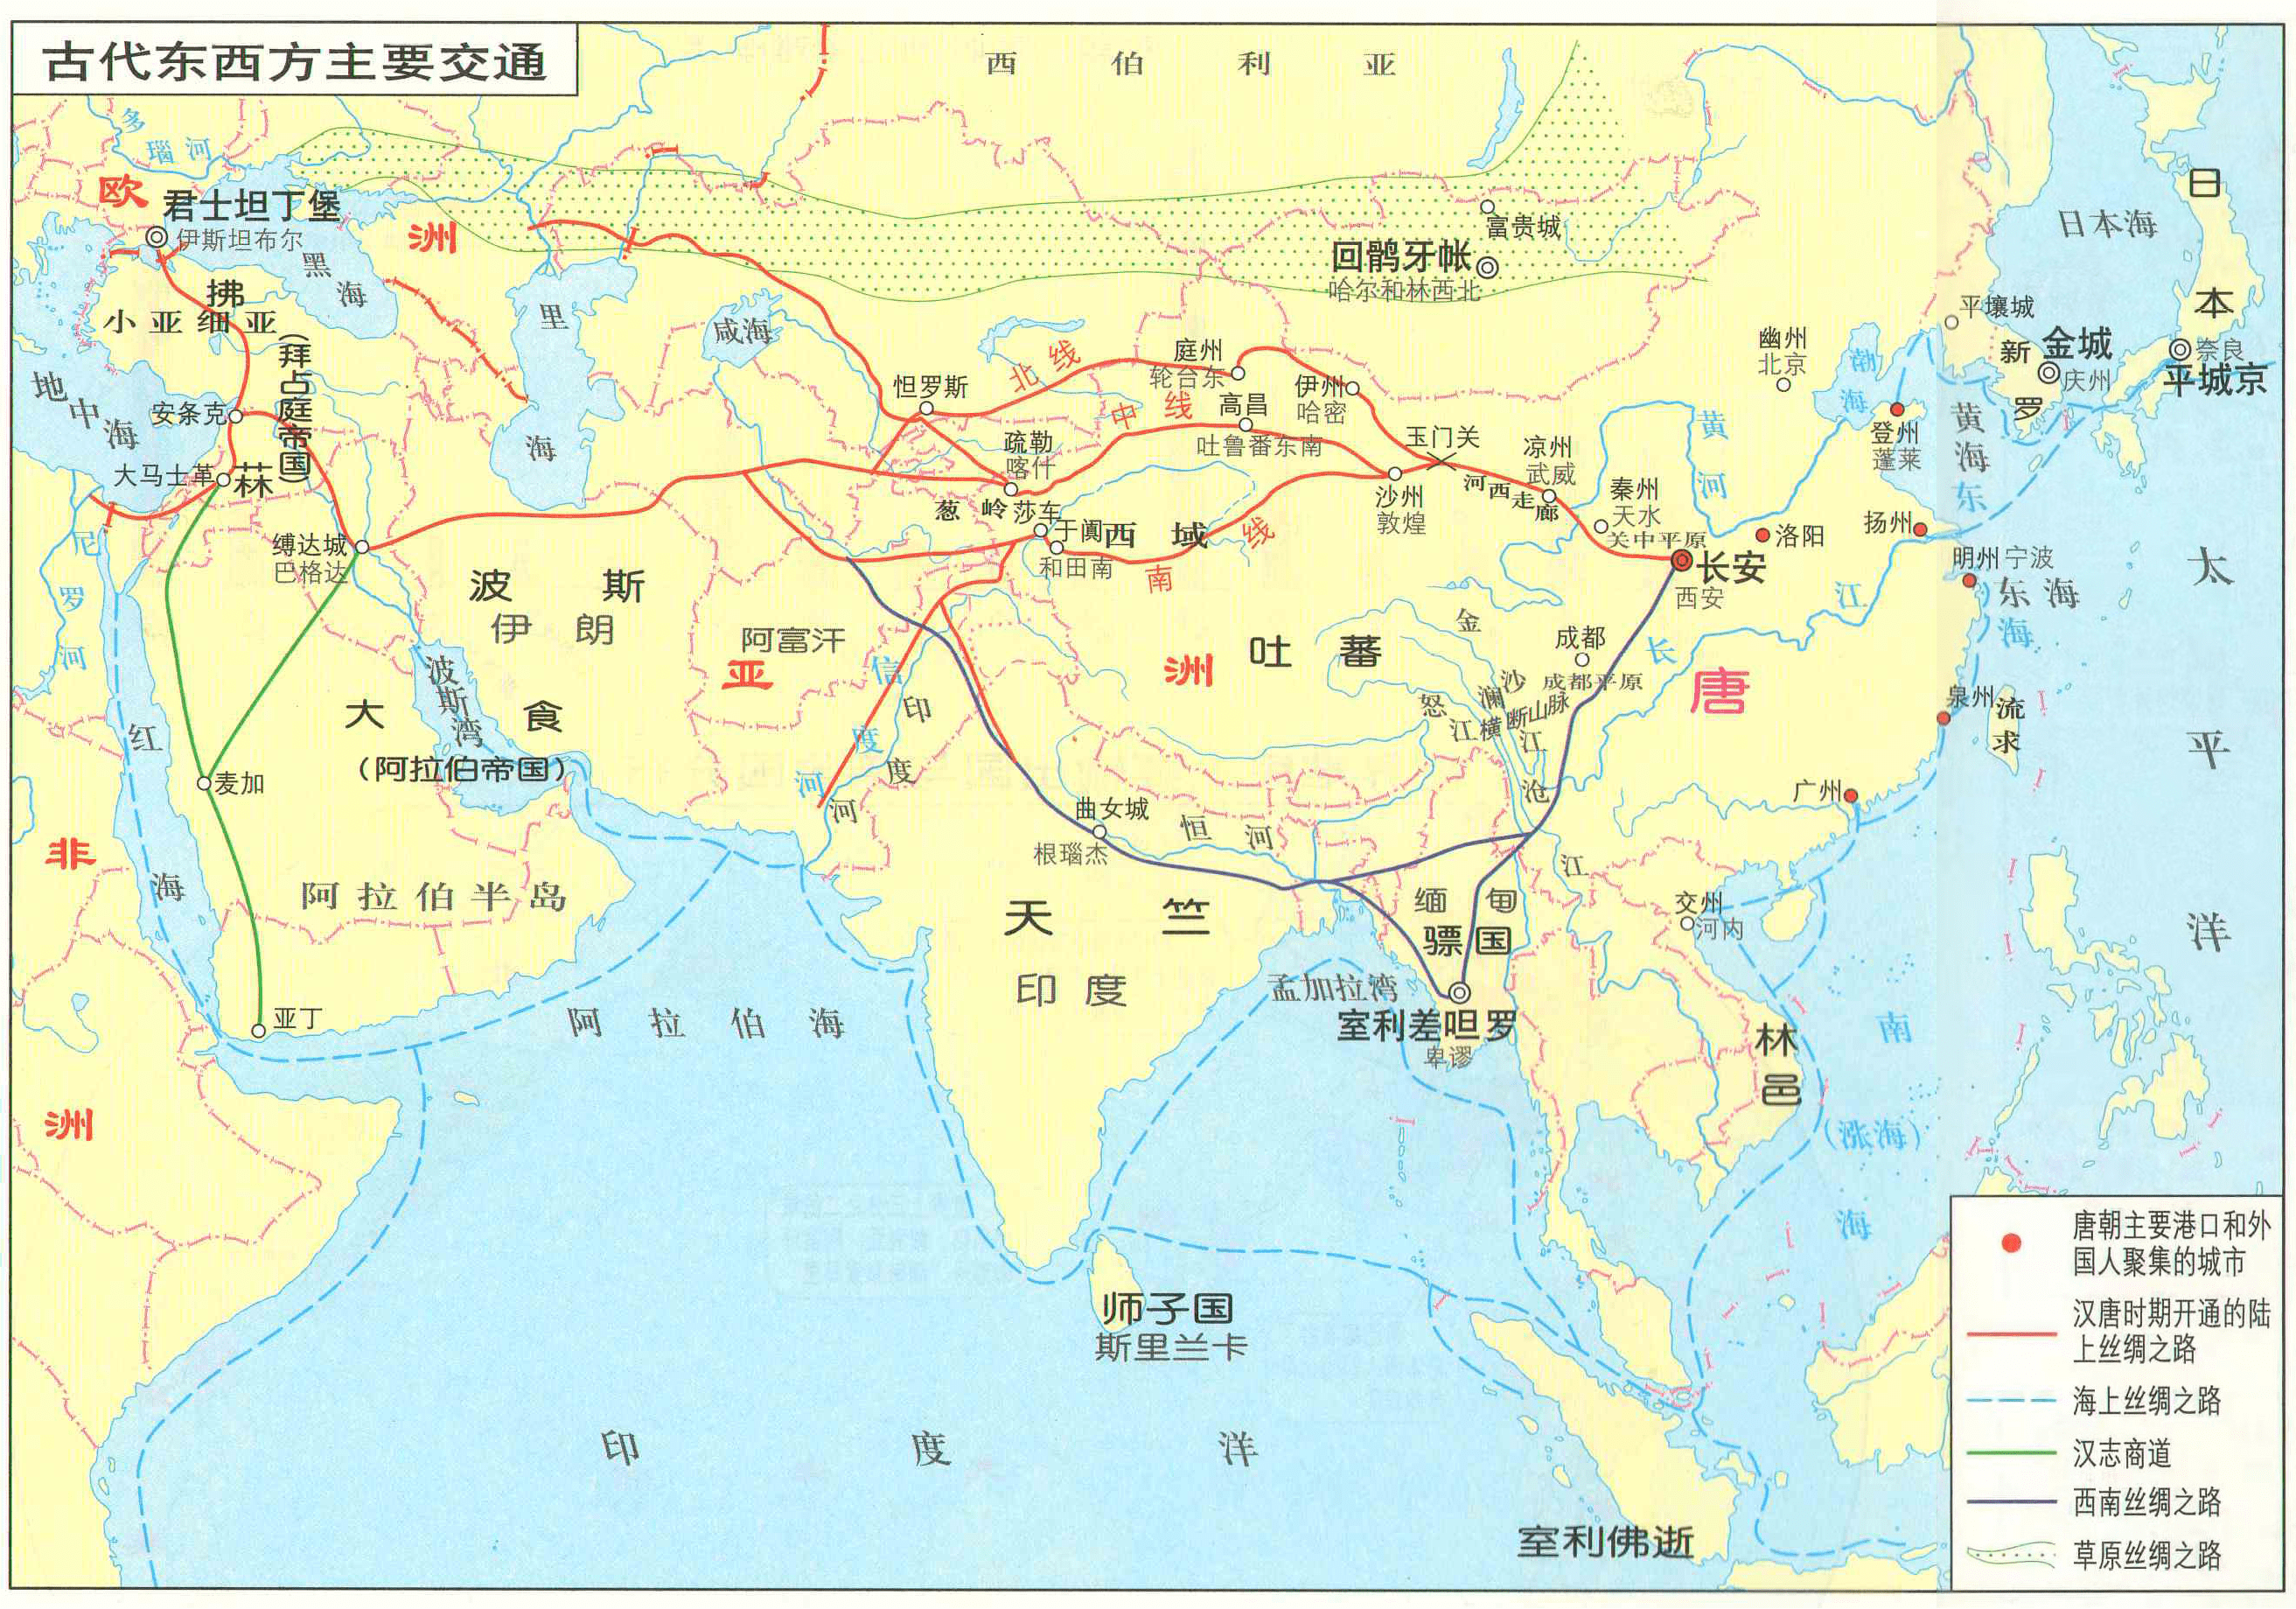 古代东西方主要交通
西伯利亚
多瑙河
欧洲
君士坦丁堡
伊斯坦布尔
黑海
拂菻
(拜占庭帝国)
小亚细亚
地中海
安条克
大马士革
尼罗河
缚达城
巴格达
里海
咸海
怛罗斯
北线
中线
南线
庭州
轮台东
伊州
哈密
高昌
吐鲁番东南
疏勒
喀什
葱岭
莎车
于阗
和田南
西域
玉门关
沙州
敦煌
河西走廊
凉州
武威
秦州
天水
关中平原
长安
西安
洛阳
富贵城
回鹘牙帐
哈尔和林西北
幽州
北京
渤海
登州
蓬莱
黄河
黄海
东海
平壤城
新罗
金城
庆州
日本海
日本
奈良
平城京
扬州
明州 宁波
东海
长江
泉州
流求
广州
太平洋
波斯
伊朗
阿富汗
亚洲
吐蕃
唐
成都
成都平原
金沙江
澜沧江
怒江
横断山脉
信度河
印度河
波斯湾
大食
(阿拉伯帝国)
红海
麦加
非洲
阿拉伯半岛
亚丁
阿拉伯海
曲女城
根瑙杰
恒河
天竺
印度
孟加拉湾
缅甸
骠国
室利差呾罗
卑谬
交州
河内
林邑
南海
(涨海)
师子国
斯里兰卡
印度洋
室利佛逝
唐朝主要港口和外
国人聚集的城市
汉唐时期开通的陆
上丝绸之路
海上丝绸之路
汉志商道
西南丝绸之路
草原丝绸之路